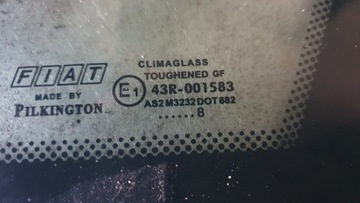 FIAT
MADE BY
PILKINGTON
CLIMAGLASS
TOUGHENED GF
E1 43R-001583
AS2 M3232 DOT 682
......8